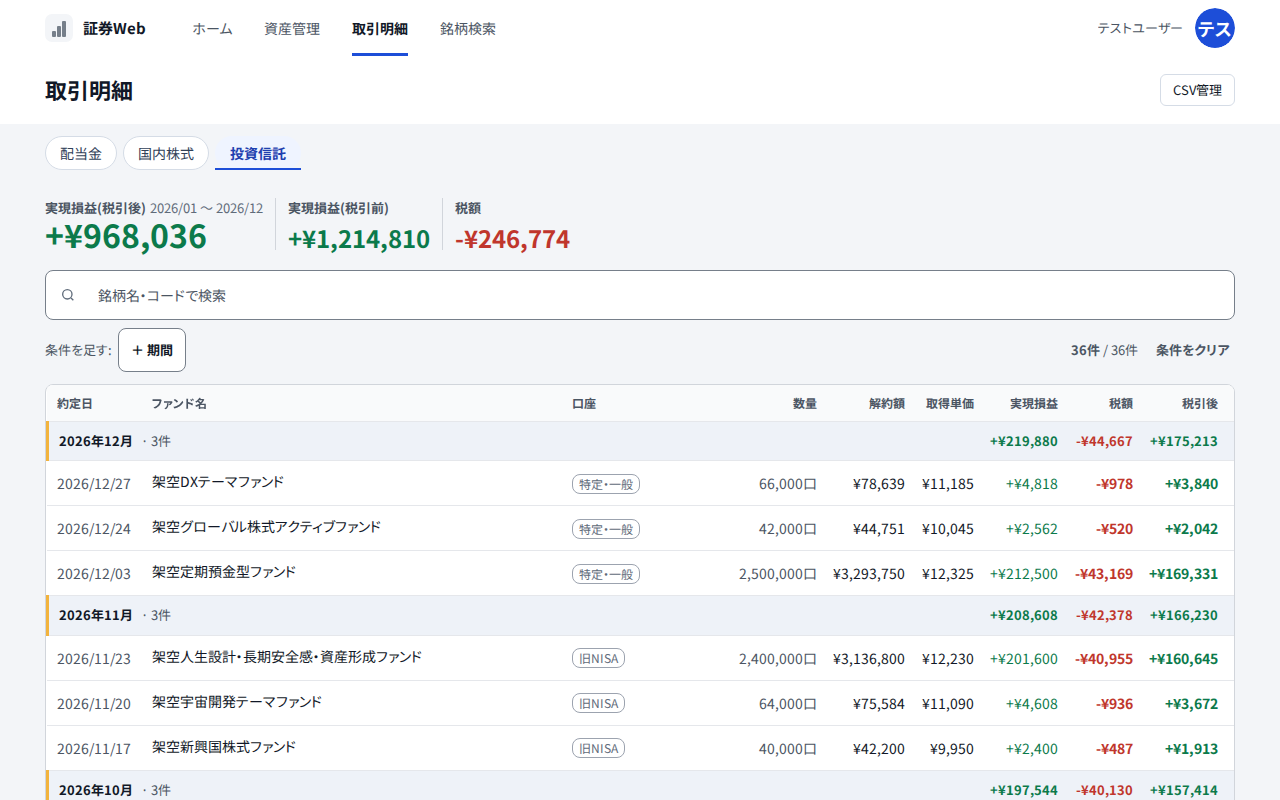 証券Web ホーム 資産管理 取引明細 銘柄検索 テストユーザー テス
取引明細 CSV管理
配当金 国内株式 投資信託
実現損益(税引後) 2026/01 〜 2026/12 実現損益(税引前) 税額
+¥968,036 +¥1,214,810 -¥246,774
銘柄名・コードで検索
条件を足す: ＋ 期間 36件 / 36件 条件をクリア
約定日 ファンド名 口座 数量 解約額 取得単価 実現損益 税額 税引後
2026年12月 · 3件 +¥219,880 -¥44,667 +¥175,213
2026/12/27 架空DXテーマファンド 特定・一般 66,000口 ¥78,639 ¥11,185 +¥4,818 -¥978 +¥3,840
2026/12/24 架空グローバル株式アクティブファンド 特定・一般 42,000口 ¥44,751 ¥10,045 +¥2,562 -¥520 +¥2,042
2026/12/03 架空定期預金型ファンド 特定・一般 2,500,000口 ¥3,293,750 ¥12,325 +¥212,500 -¥43,169 +¥169,331
2026年11月 · 3件 +¥208,608 -¥42,378 +¥166,230
2026/11/23 架空人生設計・長期安全感・資産形成ファンド 旧NISA 2,400,000口 ¥3,136,800 ¥12,230 +¥201,600 -¥40,955 +¥160,645
2026/11/20 架空宇宙開発テーマファンド 旧NISA 64,000口 ¥75,584 ¥11,090 +¥4,608 -¥936 +¥3,672
2026/11/17 架空新興国株式ファンド 旧NISA 40,000口 ¥42,200 ¥9,950 +¥2,400 -¥487 +¥1,913
2026年10月 · 3件 +¥197,544 -¥40,130 +¥157,414